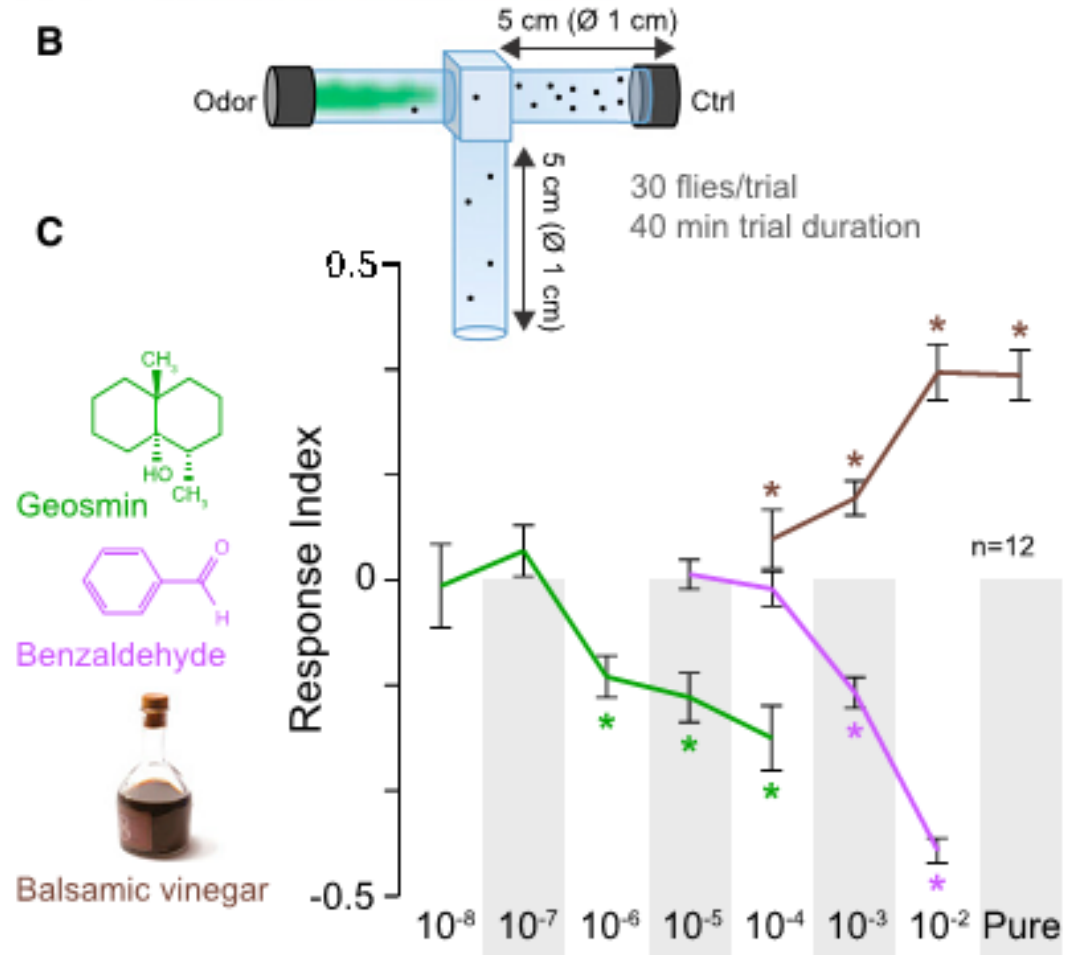 B
5 cm (Ø 1 cm)
Odor
Ctrl
5 cm (Ø 1 cm)
30 flies/trial
40 min trial duration
C
0.5
0
-0.5
Response Index
CH₃
HO
CH₃
Geosmin
O
H
Benzaldehyde
Balsamic vinegar
* *
* *
* * *
* *
n=12
10⁻⁸ 10⁻⁷ 10⁻⁶ 10⁻⁵ 10⁻⁴ 10⁻³ 10⁻² Pure